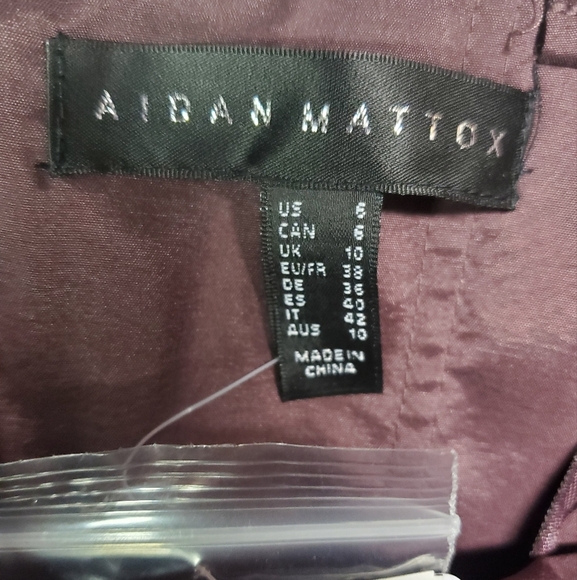 AIDAN MATTOX
US 6
CAN 6
UK 10
EU/FR 38
DE 36
ES 40
IT 42
AUS 10
MADE IN
CHINA